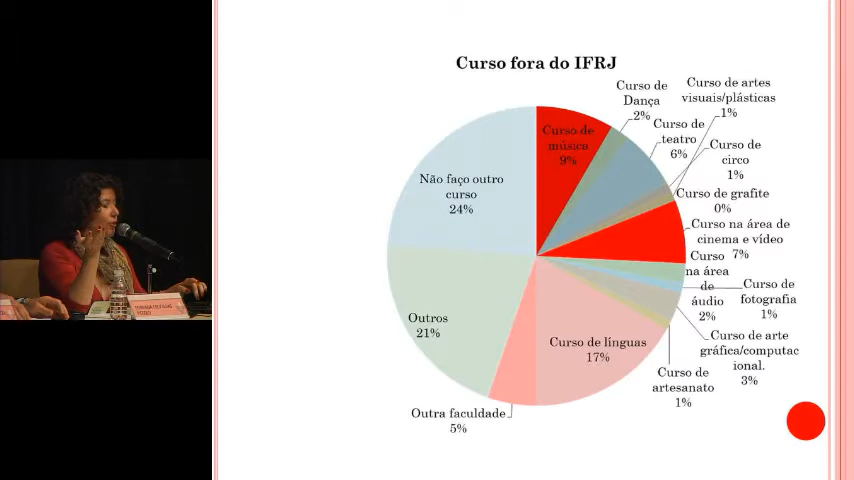 Curso fora do IFRJ
Curso de
música
9%
Curso de
Dança
2%
Curso de
teatro
6%
Curso de artes
visuais/plásticas
1%
Curso de
circo
1%
Curso de grafite
0%
Curso na área de
cinema e vídeo
7%
Curso
na área
de
áudio
2%
Curso de
fotografia
1%
Curso de arte
gráfica/computac
ional.
3%
Curso de
artesanato
1%
Curso de línguas
17%
Outra faculdade
5%
Outros
21%
Não faço outro
curso
24%